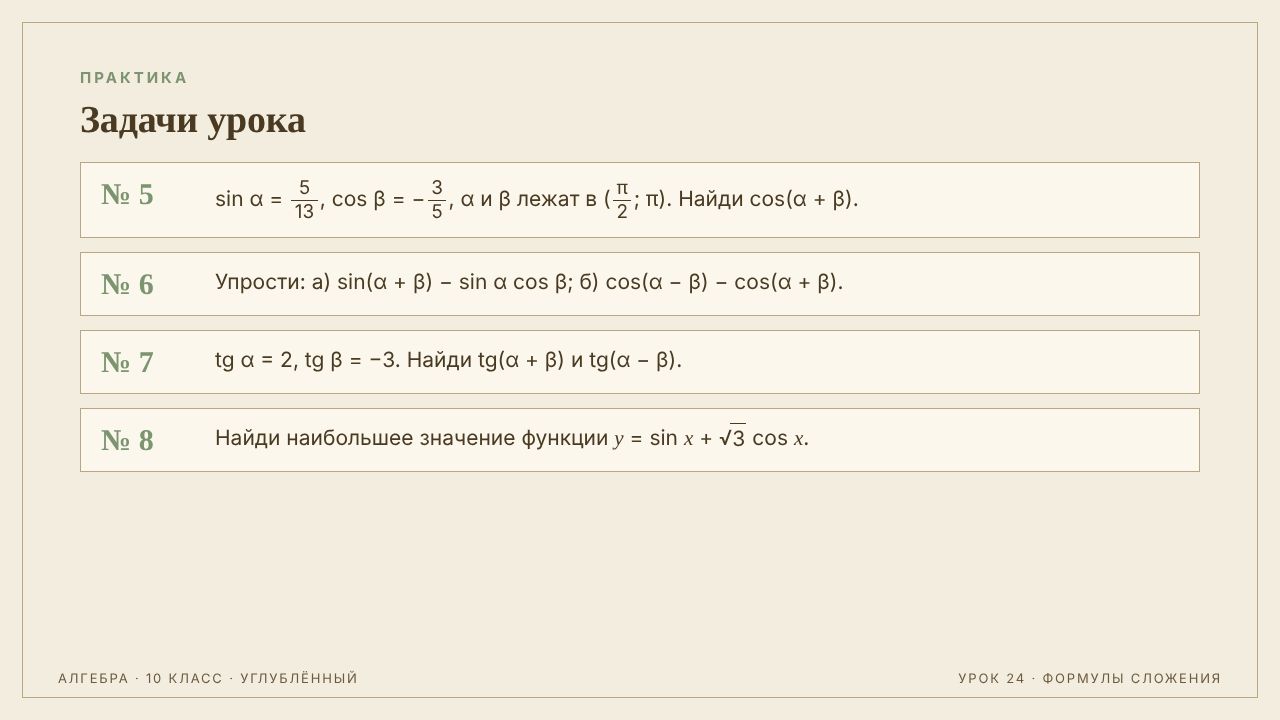 ПРАКТИКА
Задачи урока
№ 5 sin α = 5/13, cos β = −3/5, α и β лежат в (π/2; π). Найди cos(α + β).
№ 6 Упрости: а) sin(α + β) − sin α cos β; б) cos(α − β) − cos(α + β).
№ 7 tg α = 2, tg β = −3. Найди tg(α + β) и tg(α − β).
№ 8 Найди наибольшее значение функции y = sin x + √3 cos x.
АЛГЕБРА · 10 КЛАСС · УГЛУБЛЁННЫЙ
УРОК 24 · ФОРМУЛЫ СЛОЖЕНИЯ